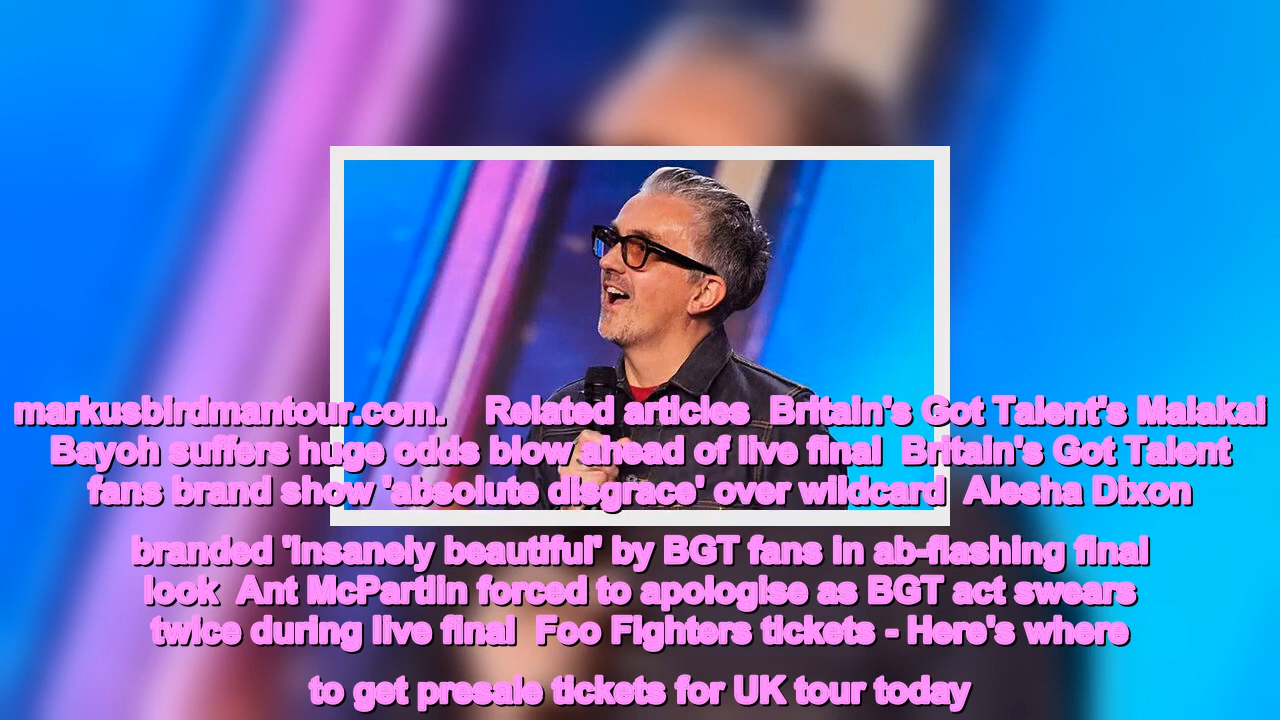 markusbirdmantour.com. Related articles Britain's Got Talent's Malakai
Bayoh suffers huge odds blow ahead of live final Britain's Got Talent
fans brand show 'absolute disgrace' over wildcard Alesha Dixon
branded 'insanely beautiful' by BGT fans in ab-flashing final
look Ant McPartlin forced to apologise as BGT act swears
twice during live final Foo Fighters tickets - Here's where
to get presale tickets for UK tour today